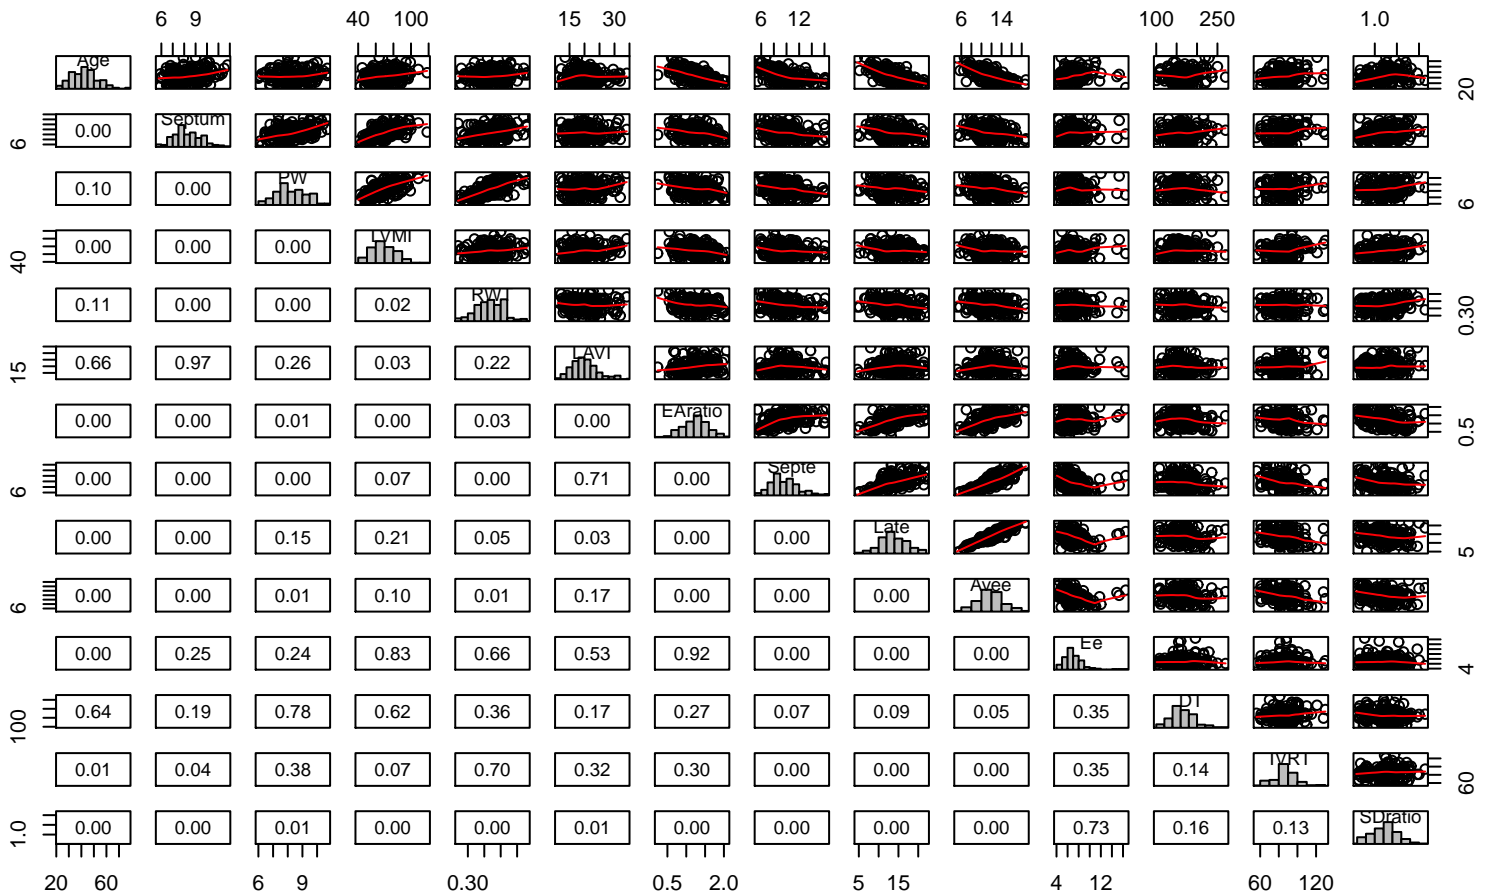 6 9 40 100 15 30 6 12 6 14 100 250 1.0
Age 20
6 0.00 Septum
0.10 0.00 PW 6
40 0.00 0.00 0.00 LVMI
0.11 0.00 0.00 0.02 RWT 0.30
15 0.66 0.97 0.26 0.03 0.22 LAVI
0.00 0.00 0.01 0.00 0.03 0.00 EAratio 0.5
6 0.00 0.00 0.00 0.07 0.00 0.71 0.00 Septe
0.00 0.00 0.15 0.21 0.05 0.03 0.00 0.00 Late 5
6 0.00 0.00 0.01 0.10 0.01 0.17 0.00 0.00 0.00 Avee
0.00 0.25 0.24 0.83 0.66 0.53 0.92 0.00 0.00 0.00 Ee 4
100 0.64 0.19 0.78 0.62 0.36 0.17 0.27 0.07 0.09 0.05 0.35 DT
0.01 0.04 0.38 0.07 0.70 0.32 0.30 0.00 0.00 0.00 0.35 0.14 IVRT 60
1.0 0.00 0.00 0.01 0.00 0.00 0.01 0.00 0.00 0.00 0.00 0.73 0.16 0.13 SDratio
20 60 6 9 0.30 0.5 2.0 5 15 4 12 60 120